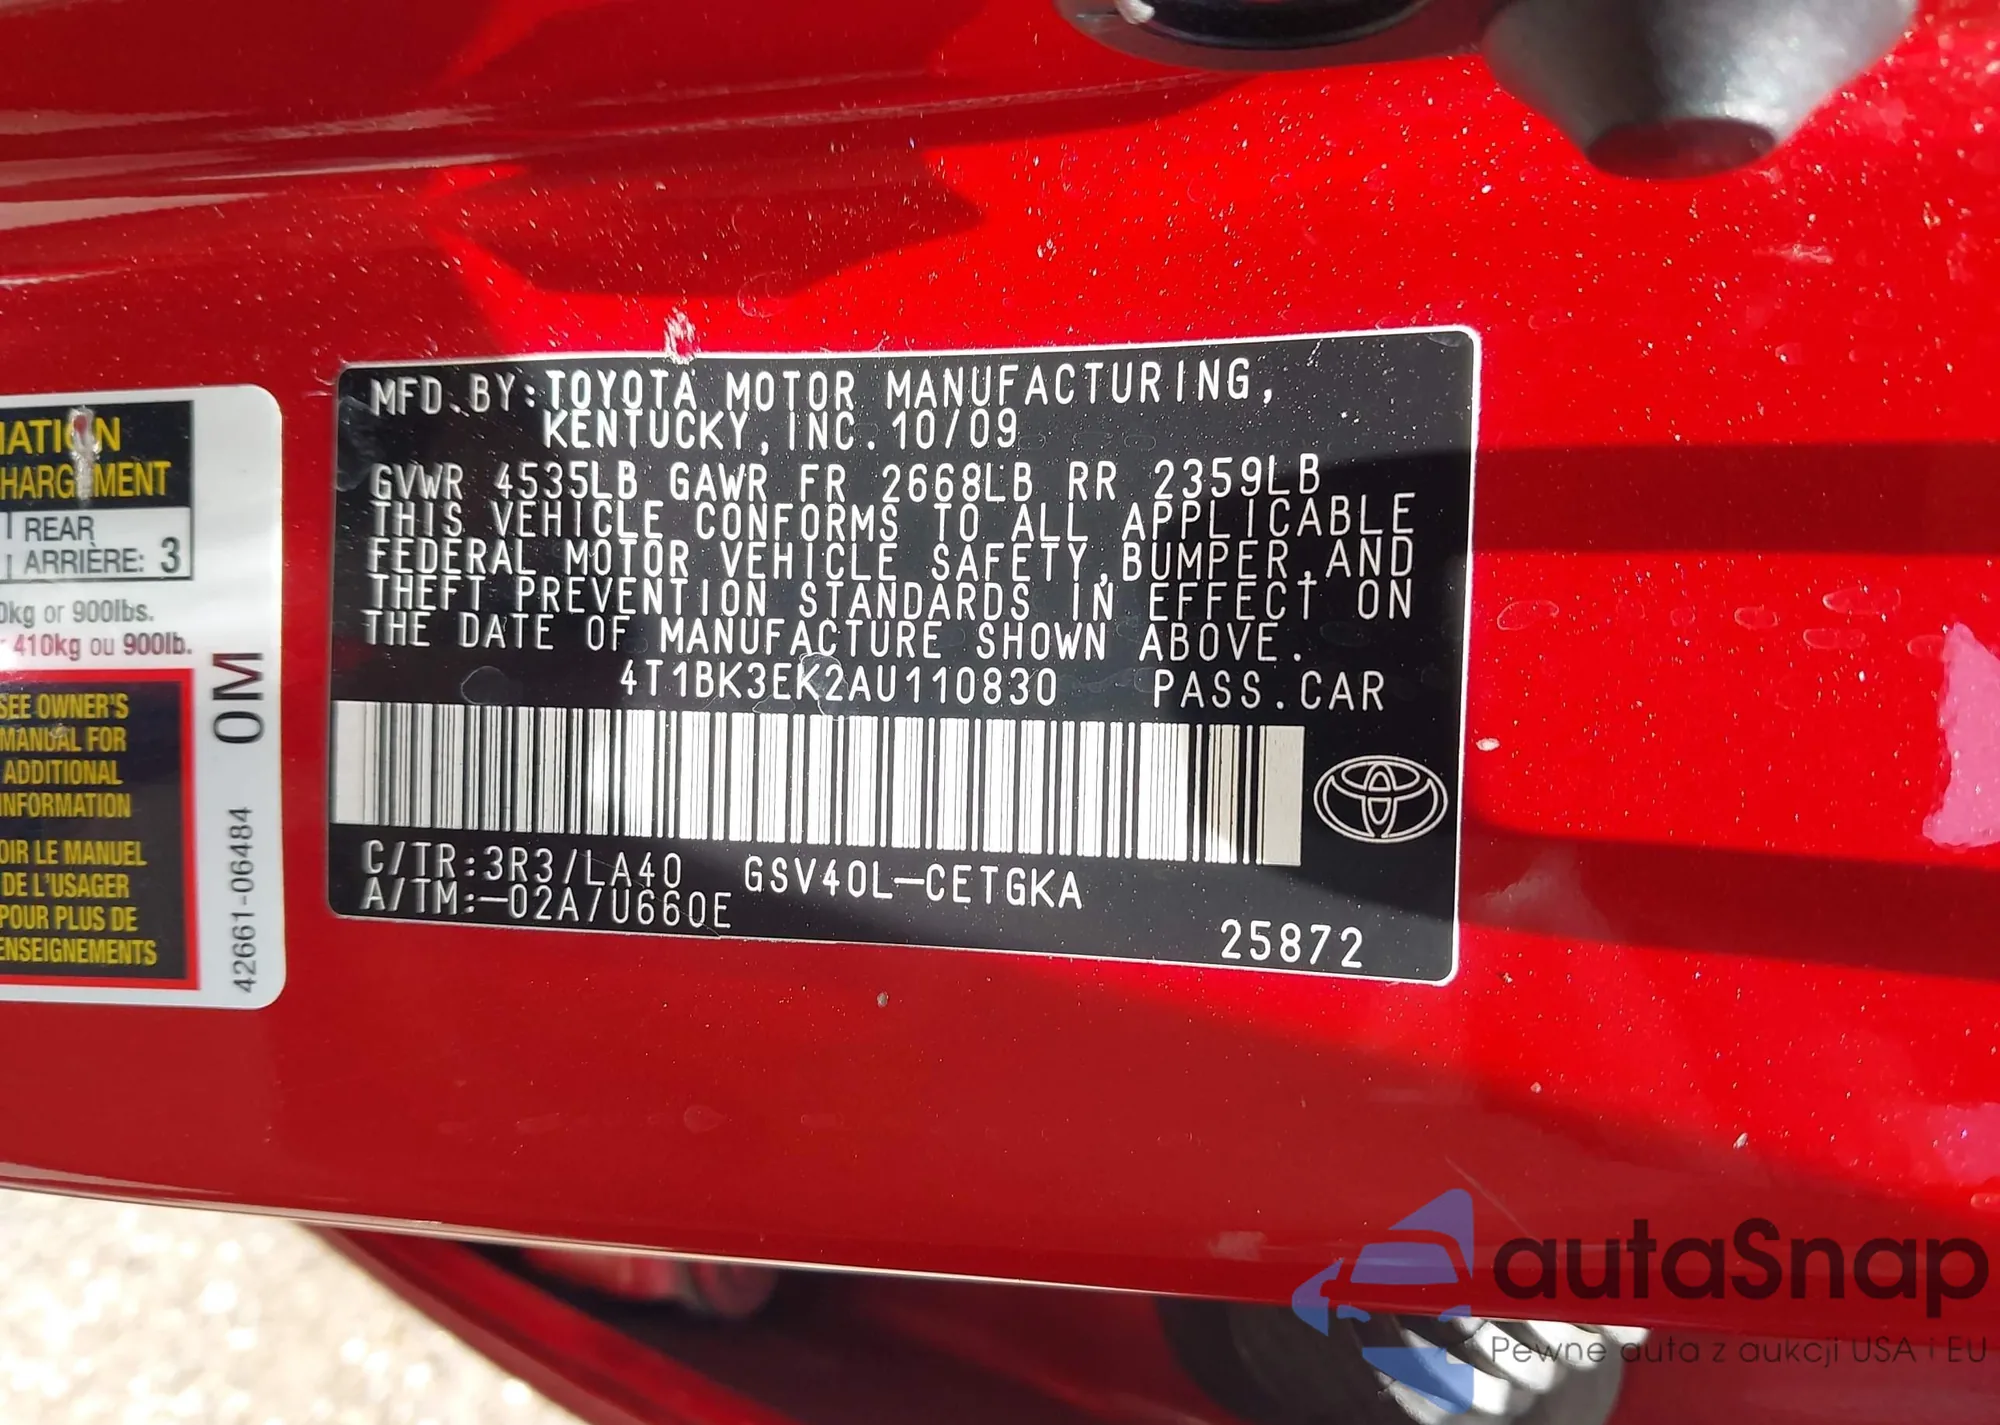 MFD.BY:TOYOTA MOTOR MANUFACTURING,
KENTUCKY,INC.10/09
GVWR 4535LB GAWR FR 2668LB RR 2359LB
THIS VEHICLE CONFORMS TO ALL APPLICABLE
FEDERAL MOTOR VEHICLE SAFETY,BUMPER,AND
THEFT PREVENTION STANDARDS IN EFFECT ON
THE DATE OF MANUFACTURE SHOWN ABOVE.
4T1BK3EK2AU110830 PASS.CAR
C/TR:3R3/LA40 GSV40L-CETGKA
A/TM:-02A/U660E
25872
REAR
ARRIÈRE: 3
kg or 900lbs.
410kg ou 900lb.
SEE OWNER'S
MANUAL FOR
ADDITIONAL
INFORMATION
LE MANUEL
DE L'USAGER
POUR PLUS DE
42661-06484 0M
autaSnap
Pewne auta z aukcji USA i EU